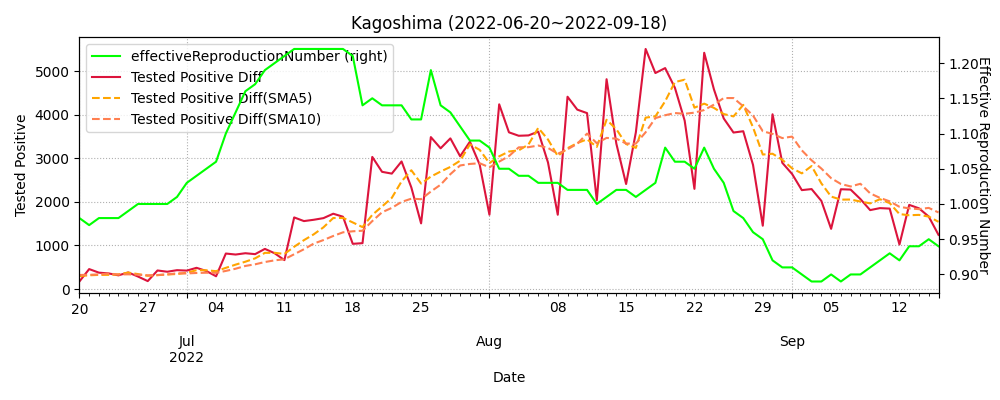 Kagoshima (2022-06-20~2022-09-18)
effectiveReproductionNumber (right)
Tested Positive Diff
Tested Positive Diff(SMA5)
Tested Positive Diff(SMA10)
Tested Positive
5000
4000
3000
2000
1000
0
Effective Reproduction Number
1.20
1.15
1.10
1.05
1.00
0.95
0.90
20 27 04 11 18 25 08 15 22 29 05 12
Jul Aug Sep
2022
Date